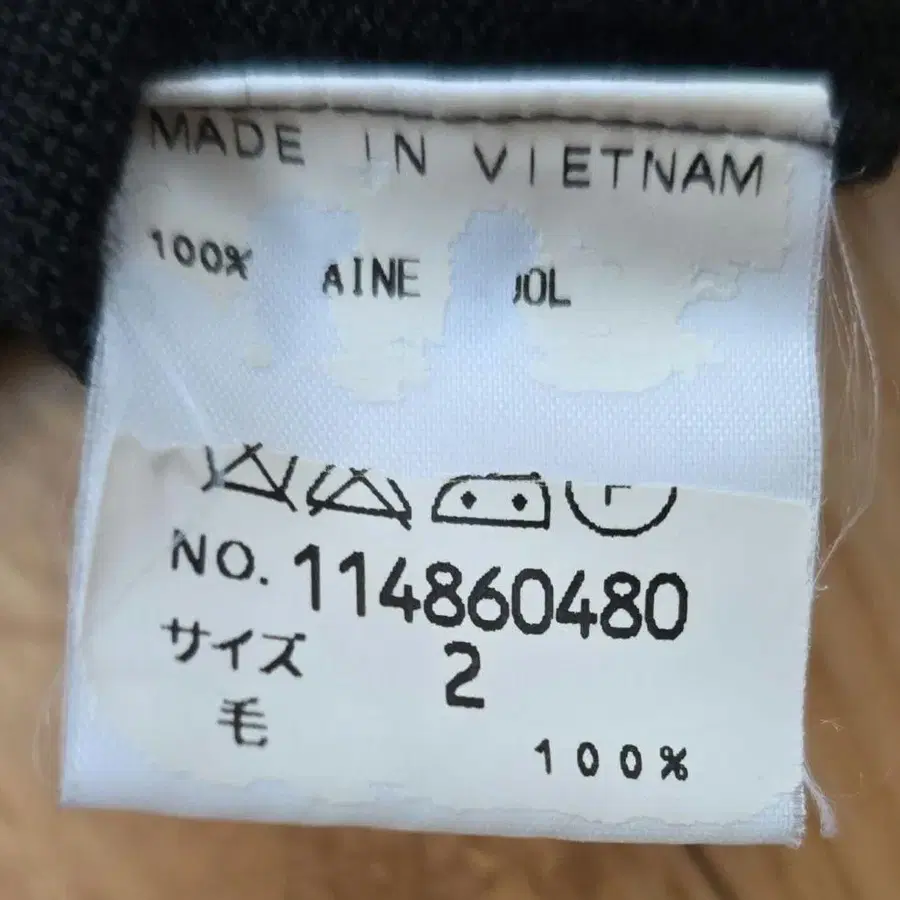 MADE IN VIETNAM
100% AINE OL
NO. 114860480
サイズ 2
毛 100%